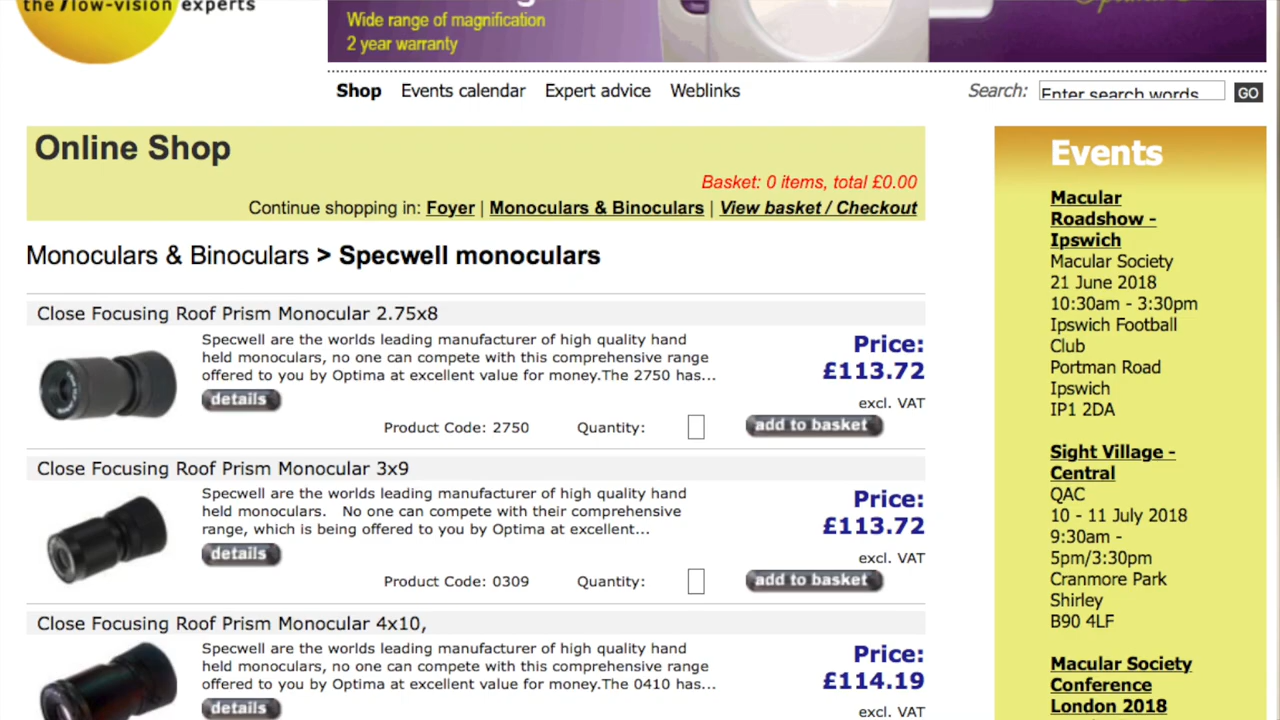 the low-vision experts
Wide range of magnification
2 year warranty
Shop Events calendar Expert advice Weblinks
Search: Enter search words GO
Online Shop
Basket: 0 items, total £0.00
Continue shopping in: Foyer | Monoculars & Binoculars | View basket / Checkout
Monoculars & Binoculars > Specwell monoculars
Close Focusing Roof Prism Monocular 2.75x8
Specwell are the worlds leading manufacturer of high quality hand
held monoculars, no one can compete with this comprehensive range
offered to you by Optima at excellent value for money.The 2750 has...
details
Price:
£113.72
excl. VAT
Product Code: 2750 Quantity: add to basket
Close Focusing Roof Prism Monocular 3x9
Specwell are the worlds leading manufacturer of high quality hand
held monoculars. No one can compete with their comprehensive
range, which is being offered to you by Optima at excellent...
details
Price:
£113.72
excl. VAT
Product Code: 0309 Quantity: add to basket
Close Focusing Roof Prism Monocular 4x10,
Specwell are the worlds leading manufacturer of high quality hand
held monoculars, no one can compete with this comprehensive range
offered to you by Optima at excellent value for money.The 0410 has...
details
Price:
£114.19
excl. VAT
Events
Macular
Roadshow -
Ipswich
Macular Society
21 June 2018
10:30am - 3:30pm
Ipswich Football
Club
Portman Road
Ipswich
IP1 2DA
Sight Village -
Central
QAC
10 - 11 July 2018
9:30am -
5pm/3:30pm
Cranmore Park
Shirley
B90 4LF
Macular Society
Conference
London 2018